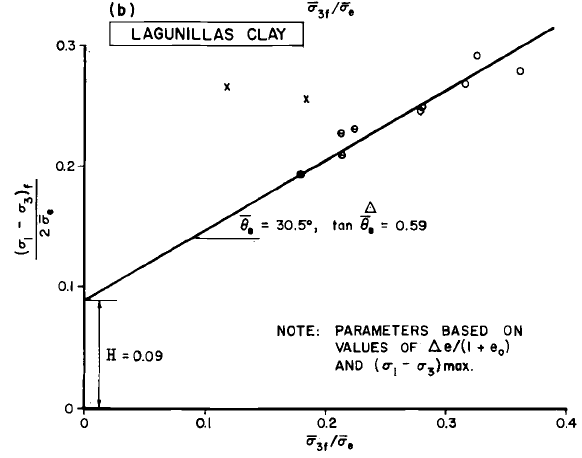 (b)
σ̄3f/σ̄e
LAGUNILLAS CLAY
0.3
0.2
0.1
0
(σ1 - σ3)f
2σ̄e
Δ
θ̄e = 30.5°, tan θ̄e = 0.59
H = 0.09
NOTE: PARAMETERS BASED ON
VALUES OF Δe/(1 + eo)
AND (σ1 - σ3)max.
0 0.1 0.2 0.3 0.4
σ̄3f/σ̄e